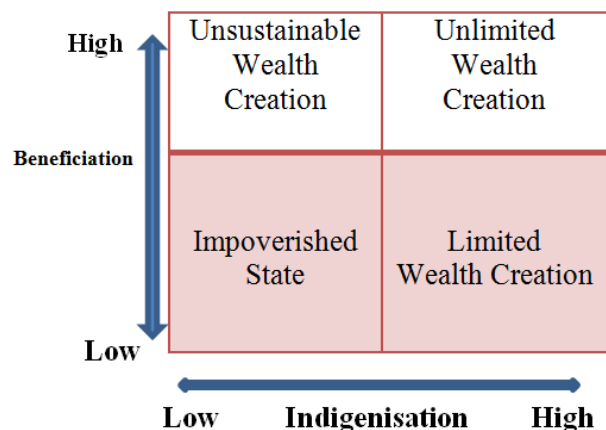 High
Unsustainable
Wealth
Creation
Unlimited
Wealth
Creation
Beneficiation
Impoverished
State
Limited
Wealth Creation
Low
Low Indigenisation High